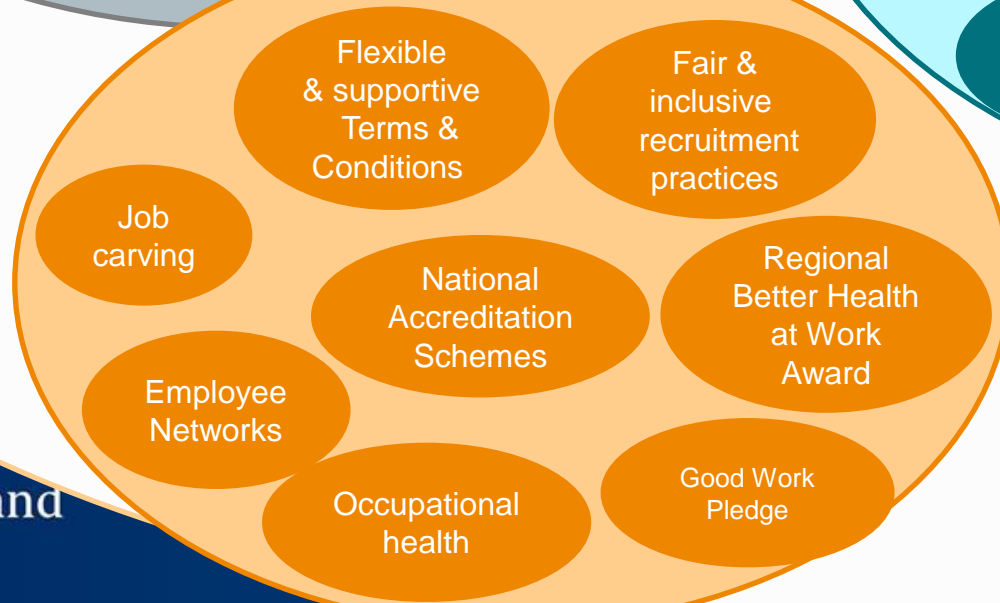 Flexible
& supportive
Terms &
Conditions
Fair &
inclusive
recruitment
practices
Job
carving
National
Accreditation
Schemes
Regional
Better Health
at Work
Award
Employee
Networks
Good Work
Pledge
Occupational
health